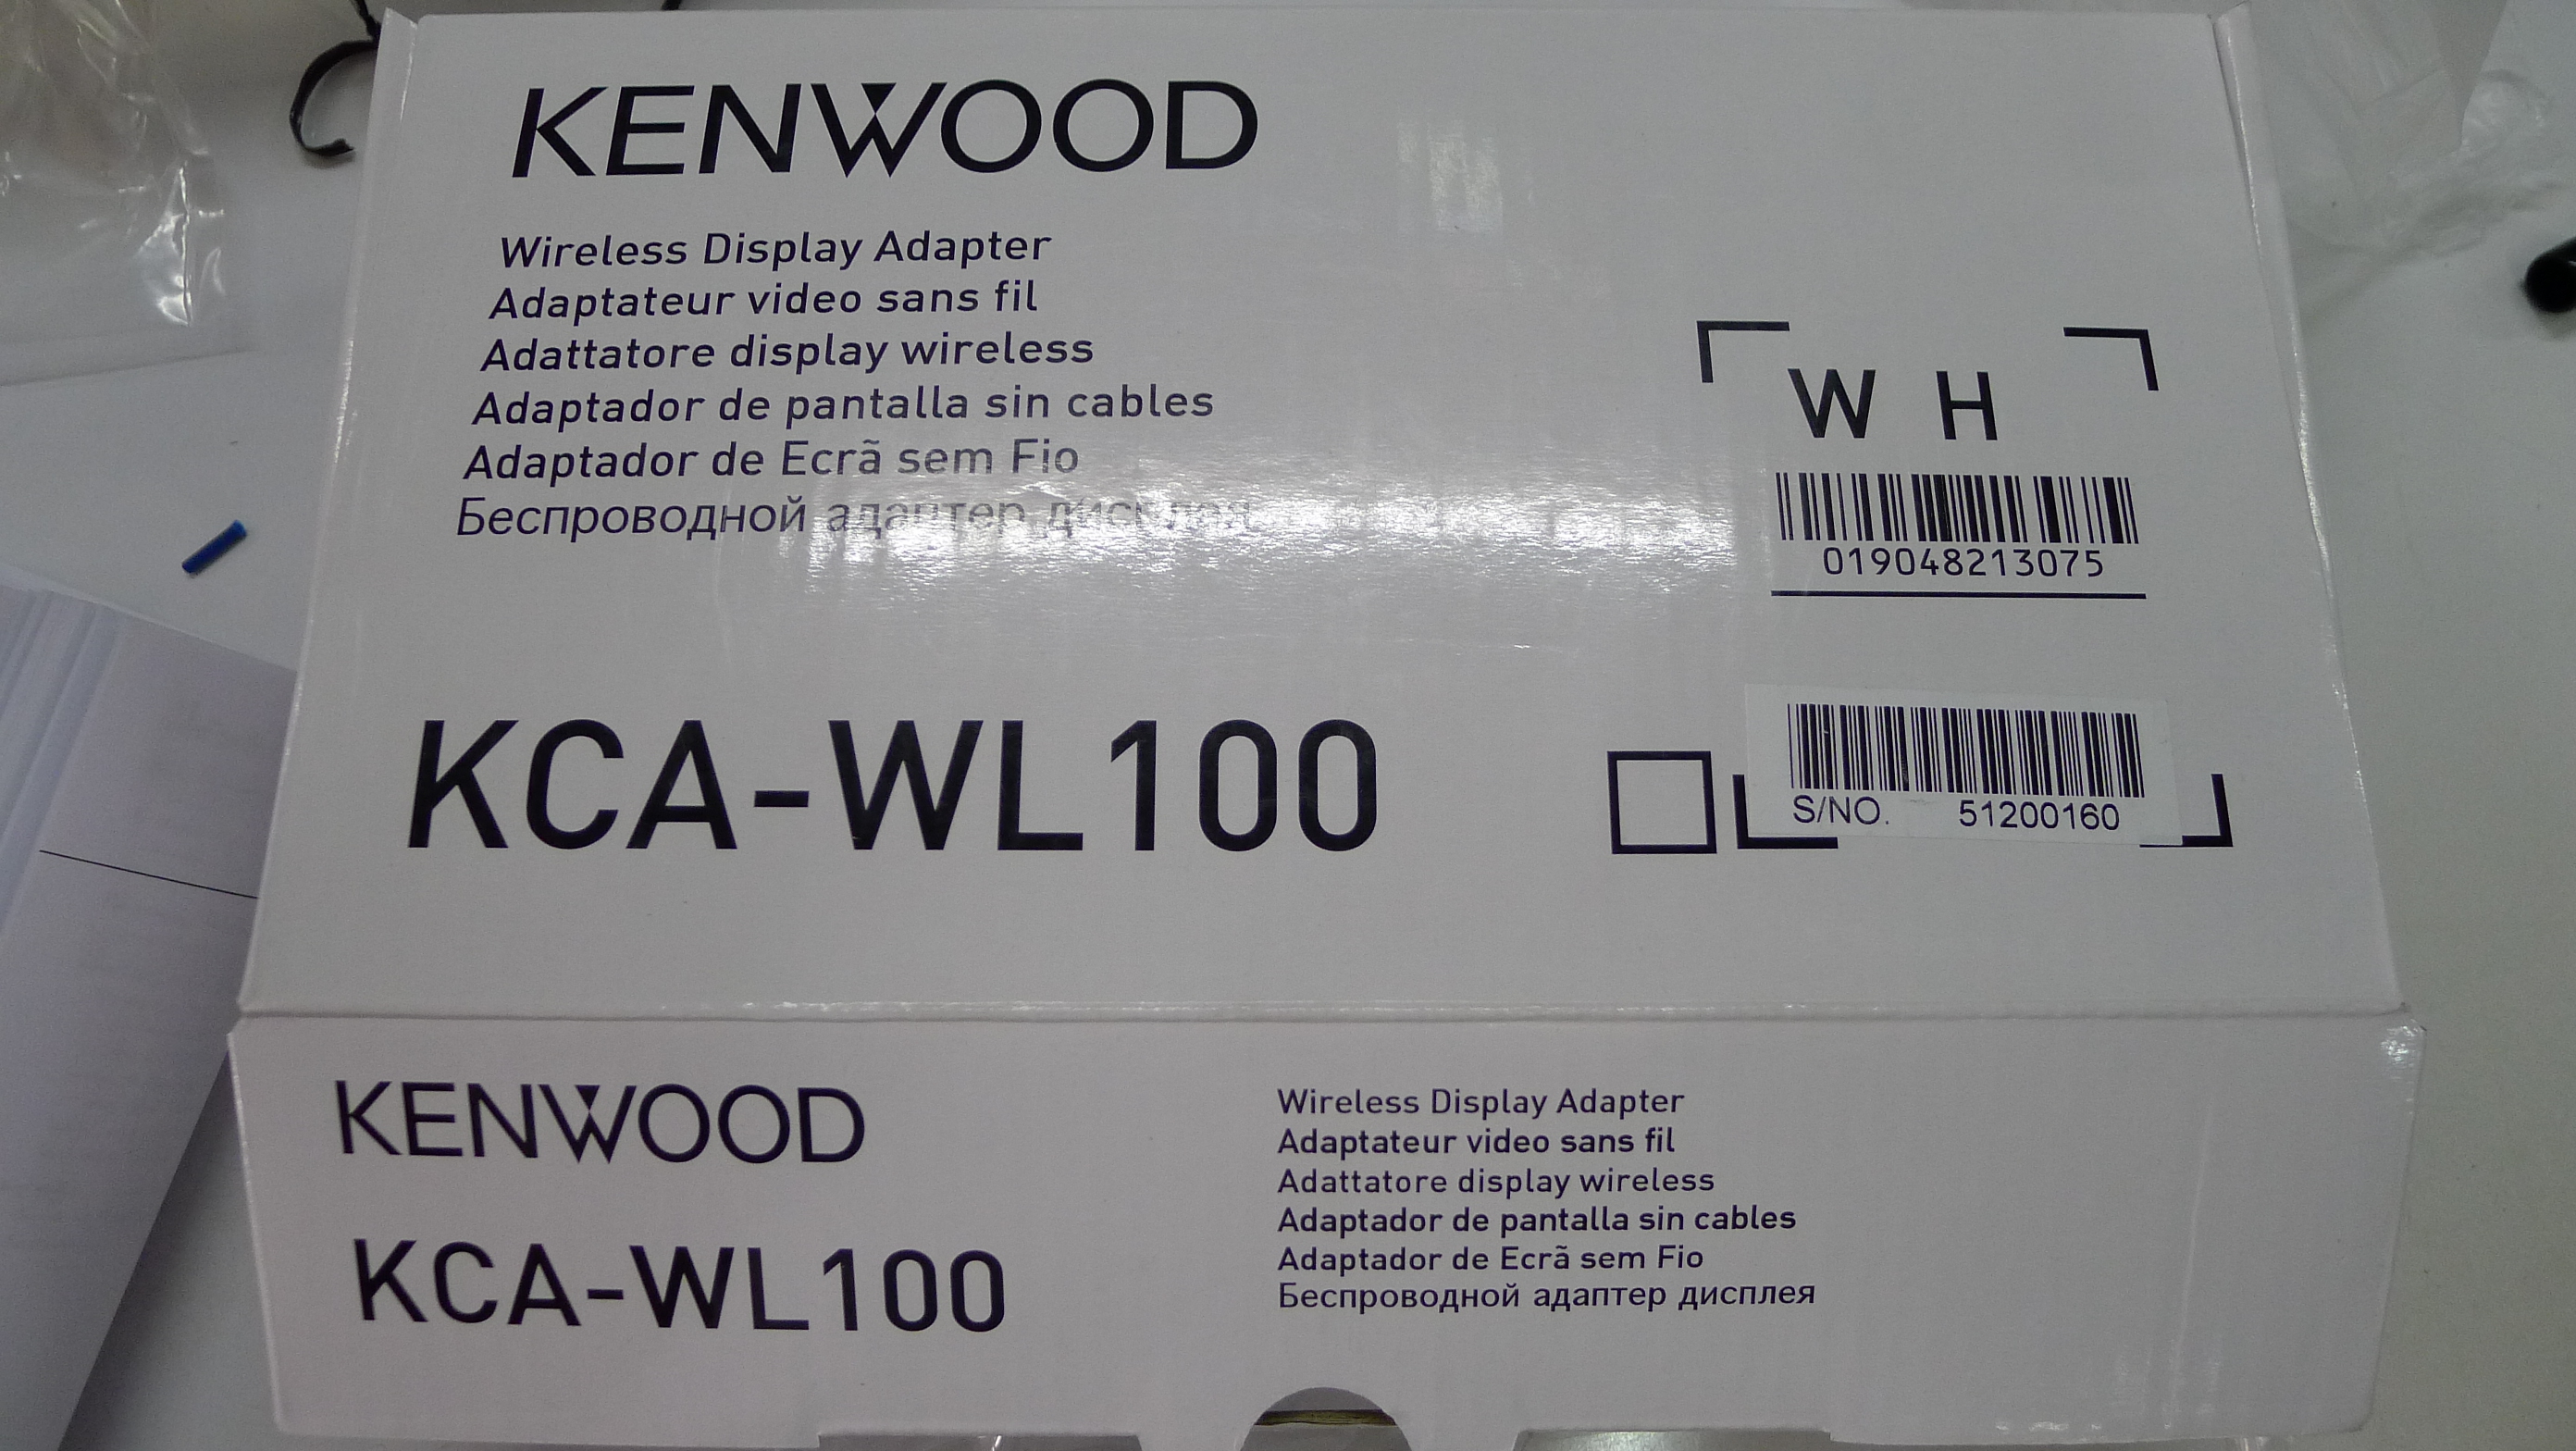 KENWOOD
Wireless Display Adapter
Adaptateur video sans fil
Adattatore display wireless
Adaptador de pantalla sin cables
Adaptador de Ecrã sem Fio
Беспроводной адаптер дисплея
W H
019048213075
KCA-WL100
S/NO. 51200160
KENWOOD
KCA-WL100
Wireless Display Adapter
Adaptateur video sans fil
Adattatore display wireless
Adaptador de pantalla sin cables
Adaptador de Ecrã sem Fio
Беспроводной адаптер дисплея